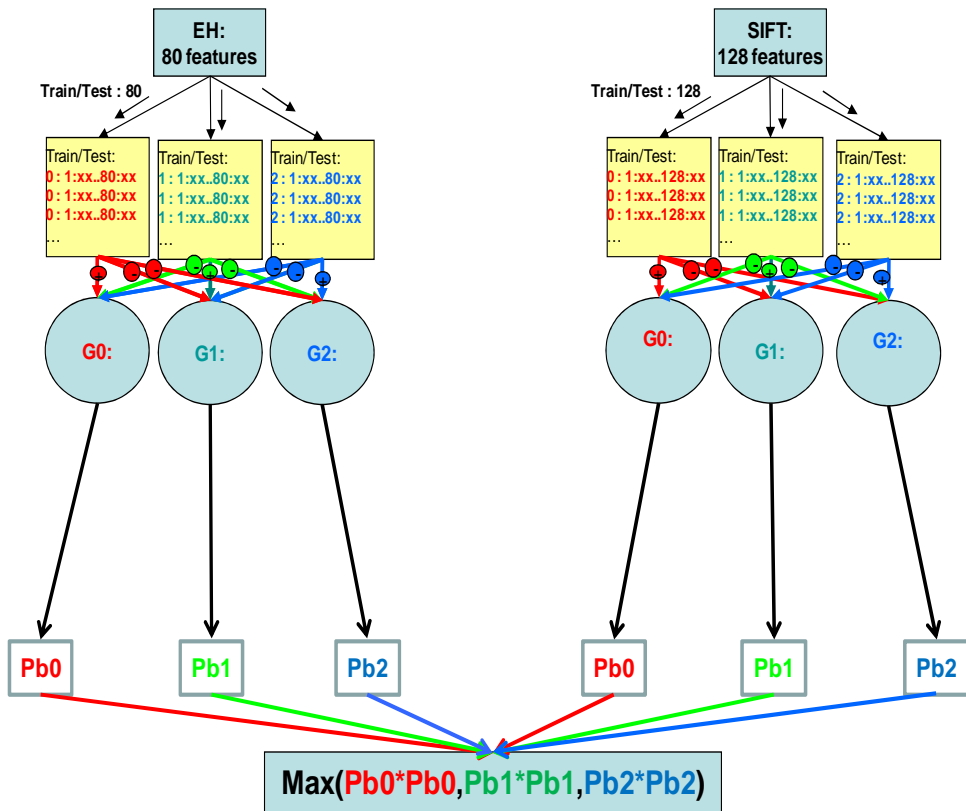 EH:
80 features
SIFT:
128 features
Train/Test : 80
Train/Test : 128
Train/Test:
0 : 1:xx..80:xx
0 : 1:xx..80:xx
0 : 1:xx..80:xx
...
Train/Test:
1 : 1:xx..80:xx
1 : 1:xx..80:xx
1 : 1:xx..80:xx
...
Train/Test:
2 : 1:xx..80:xx
2 : 1:xx..80:xx
2 : 1:xx..80:xx
...
Train/Test:
0 : 1:xx..128:xx
0 : 1:xx..128:xx
0 : 1:xx..128:xx
...
Train/Test:
1 : 1:xx..128:xx
1 : 1:xx..128:xx
1 : 1:xx..128:xx
...
Train/Test:
2 : 1:xx..128:xx
2 : 1:xx..128:xx
2 : 1:xx..128:xx
...
+ - - - + - - - +
+ - - - + - - - +
G0:
G1:
G2:
G0:
G1:
G2:
Pb0
Pb1
Pb2
Pb0
Pb1
Pb2
Max(Pb0*Pb0,Pb1*Pb1,Pb2*Pb2)